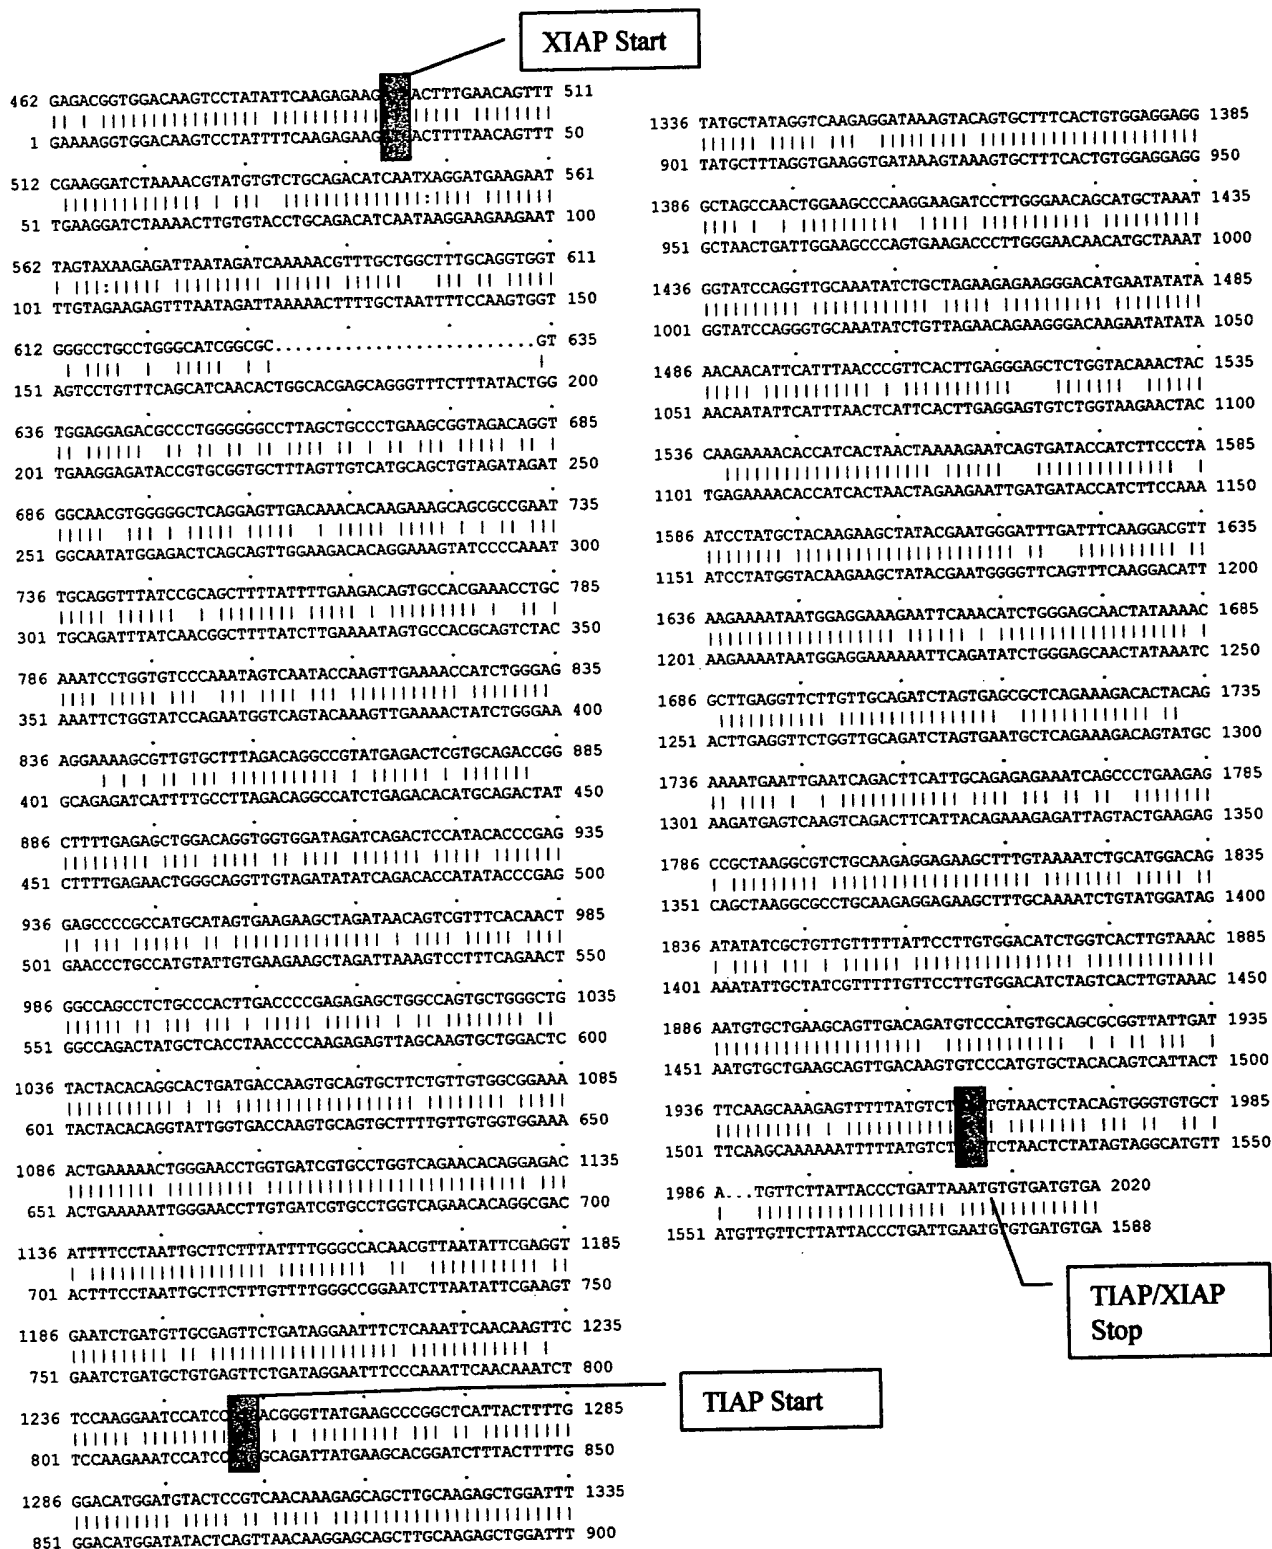 XIAP Start
462 GAGACGGTGGACAAGTCCTATATTCAAGAGAAG ACTTTGAACAGTTT 511
1 GAAAAGGTGGACAAGTCCTATTTTCAAGAGAAG ACTTTTAACAGTTT 50
512 CGAAGGATCTAAAACGTATGTGTCTGCAGACATCAATXAGGATGAAGAAT 561
51 TGAAGGATCTAAAACTTGTGTACCTGCAGACATCAATAAGGAAGAAGAAT 100
562 TAGTAXAAGAGATTAATAGATCAAAAACGTTTGCTGGCTTTGCAGGTGGT 611
101 TTGTAGAAGAGTTTAATAGATTAAAAACTTTTGCTAATTTTCCAAGTGGT 150
612 GGGCCTGCCTGGGCATCGGCGC..........................GT 635
151 AGTCCTGTTTCAGCATCAACACTGGCACGAGCAGGGTTTCTTTATACTGG 200
636 TGGAGGAGACGCCCTGGGGGGCCTTAGCTGCCCTGAAGCGGTAGACAGGT 685
201 TGAAGGAGATACCGTGCGGTGCTTTAGTTGTCATGCAGCTGTAGATAGAT 250
686 GGCAACGTGGGGGCTCAGGAGTTGACAAACACAAGAAAGCAGCGCCGAAT 735
251 GGCAATATGGAGACTCAGCAGTTGGAAGACACAGGAAAGTATCCCCAAAT 300
736 TGCAGGTTTATCCGCAGCTTTTATTTTGAAGACAGTGCCACGAAACCTGC 785
301 TGCAGATTTATCAACGGCTTTTATCTTGAAAATAGTGCCACGCAGTCTAC 350
786 AAATCCTGGTGTCCCAAATAGTCAATACCAAGTTGAAAACCATCTGGGAG 835
351 AAATTCTGGTATCCAGAATGGTCAGTACAAAGTTGAAAACTATCTGGGAA 400
836 AGGAAAAGCGTTGTGCTTTAGACAGGCCGTATGAGACTCGTGCAGACCGG 885
401 GCAGAGATCATTTTGCCTTAGACAGGCCATCTGAGACACATGCAGACTAT 450
886 CTTTTGAGAGCTGGACAGGTGGTGGATAGATCAGACTCCATACACCCGAG 935
451 CTTTTGAGAACTGGGCAGGTTGTAGATATATCAGACACCATATACCCGAG 500
936 GAGCCCCGCCATGCATAGTGAAGAAGCTAGATAACAGTCGTTTCACAACT 985
501 GAACCCTGCCATGTATTGTGAAGAAGCTAGATTAAAGTCCTTTCAGAACT 550
986 GGCCAGCCTCTGCCCACTTGACCCCGAGAGAGCTGGCCAGTGCTGGGCTG 1035
551 GGCCAGACTATGCTCACCTAACCCCAAGAGAGTTAGCAAGTGCTGGACTC 600
1036 TACTACACAGGCACTGATGACCAAGTGCAGTGCTTCTGTTGTGGCGGAAA 1085
601 TACTACACAGGTATTGGTGACCAAGTGCAGTGCTTTTGTTGTGGTGGAAA 650
1086 ACTGAAAAACTGGGAACCTGGTGATCGTGCCTGGTCAGAACACAGGAGAC 1135
651 ACTGAAAAATTGGGAACCTTGTGATCGTGCCTGGTCAGAACACAGGCGAC 700
1136 ATTTTCCTAATTGCTTCTTTATTTTGGGCCACAACGTTAATATTCGAGGT 1185
701 ACTTTCCTAATTGCTTCTTTGTTTTGGGCCGGAATCTTAATATTCGAAGT 750
1186 GAATCTGATGTTGCGAGTTCTGATAGGAATTTCTCAAATTCAACAAGTTC 1235
751 GAATCTGATGCTGTGAGTTCTGATAGGAATTTCCCAAATTCAACAAATCT 800
1236 TCCAAGGAATCCATCC ACGGGTTATGAAGCCCGGCTCATTACTTTTG 1285
801 TCCAAGAAATCCATCC GCAGATTATGAAGCACGGATCTTTACTTTTG 850
TIAP Start
1286 GGACATGGATGTACTCCGTCAACAAAGAGCAGCTTGCAAGAGCTGGATTT 1335
851 GGACATGGATATACTCAGTTAACAAGGAGCAGCTTGCAAGAGCTGGATTT 900
1336 TATGCTATAGGTCAAGAGGATAAAGTACAGTGCTTTCACTGTGGAGGAGG 1385
901 TATGCTTTAGGTGAAGGTGATAAAGTAAAGTGCTTTCACTGTGGAGGAGG 950
1386 GCTAGCCAACTGGAAGCCCAAGGAAGATCCTTGGGAACAGCATGCTAAAT 1435
951 GCTAACTGATTGGAAGCCCAGTGAAGACCCTTGGGAACAACATGCTAAAT 1000
1436 GGTATCCAGGTTGCAAATATCTGCTAGAAGAGAAGGGACATGAATATATA 1485
1001 GGTATCCAGGGTGCAAATATCTGTTAGAACAGAAGGGACAAGAATATATA 1050
1486 AACAACATTCATTTAACCCGTTCACTTGAGGGAGCTCTGGTACAAACTAC 1535
1051 AACAATATTCATTTAACTCATTCACTTGAGGAGTGTCTGGTAAGAACTAC 1100
1536 CAAGAAAACACCATCACTAACTAAAAGAATCAGTGATACCATCTTCCCTA 1585
1101 TGAGAAAACACCATCACTAACTAGAAGAATTGATGATACCATCTTCCAAA 1150
1586 ATCCTATGCTACAAGAAGCTATACGAATGGGATTTGATTTCAAGGACGTT 1635
1151 ATCCTATGGTACAAGAAGCTATACGAATGGGGTTCAGTTTCAAGGACATT 1200
1636 AAGAAAATAATGGAGGAAAGAATTCAAACATCTGGGAGCAACTATAAAAC 1685
1201 AAGAAAATAATGGAGGAAAAAATTCAGATATCTGGGAGCAACTATAAATC 1250
1686 GCTTGAGGTTCTTGTTGCAGATCTAGTGAGCGCTCAGAAAGACACTACAG 1735
1251 ACTTGAGGTTCTGGTTGCAGATCTAGTGAATGCTCAGAAAGACAGTATGC 1300
1736 AAAATGAATTGAATCAGACTTCATTGCAGAGAGAAATCAGCCCTGAAGAG 1785
1301 AAGATGAGTCAAGTCAGACTTCATTACAGAAAGAGATTAGTACTGAAGAG 1350
1786 CCGCTAAGGCGTCTGCAAGAGGAGAAGCTTTGTAAAATCTGCATGGACAG 1835
1351 CAGCTAAGGCGCCTGCAAGAGGAGAAGCTTTGCAAAATCTGTATGGATAG 1400
1836 ATATATCGCTGTTGTTTTTATTCCTTGTGGACATCTGGTCACTTGTAAAC 1885
1401 AAATATTGCTATCGTTTTTGTTCCTTGTGGACATCTAGTCACTTGTAAAC 1450
1886 AATGTGCTGAAGCAGTTGACAGATGTCCCATGTGCAGCGCGGTTATTGAT 1935
1451 AATGTGCTGAAGCAGTTGACAAGTGTCCCATGTGCTACACAGTCATTACT 1500
1936 TTCAAGCAAAGAGTTTTTATGTCT TGTAACTCTACAGTGGGTGTGCT 1985
1501 TTCAAGCAAAAAATTTTTATGTCT TCTAACTCTATAGTAGGCATGTT 1550
1986 A...TGTTCTTATTACCCTGATTAAATGTGTGATGTGA 2020
1551 ATGTTGTTCTTATTACCCTGATTGAATGTGTGATGTGA 1588
TIAP/XIAP
Stop